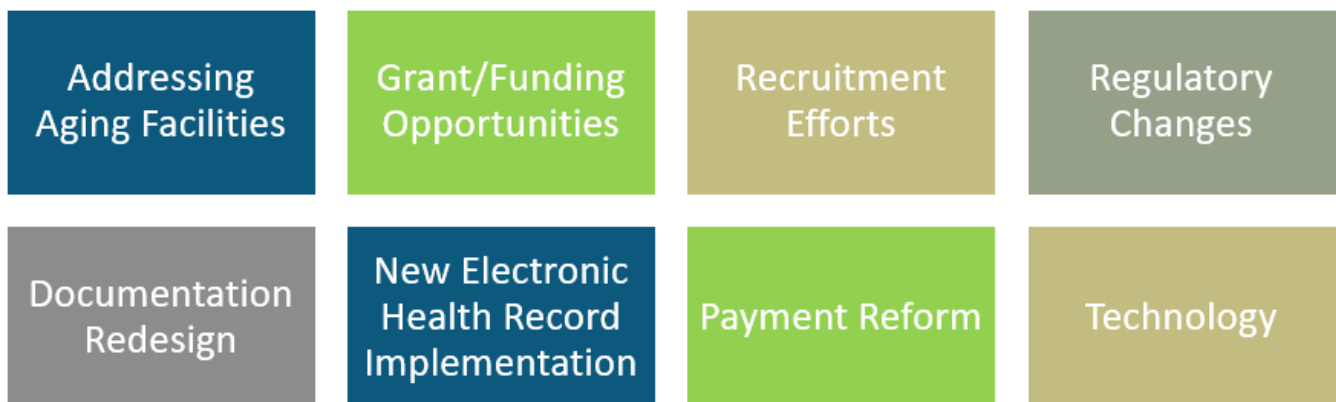 Addressing
Aging Facilities
Grant/Funding
Opportunities
Recruitment
Efforts
Regulatory
Changes
Documentation
Redesign
New Electronic
Health Record
Implementation
Payment Reform
Technology